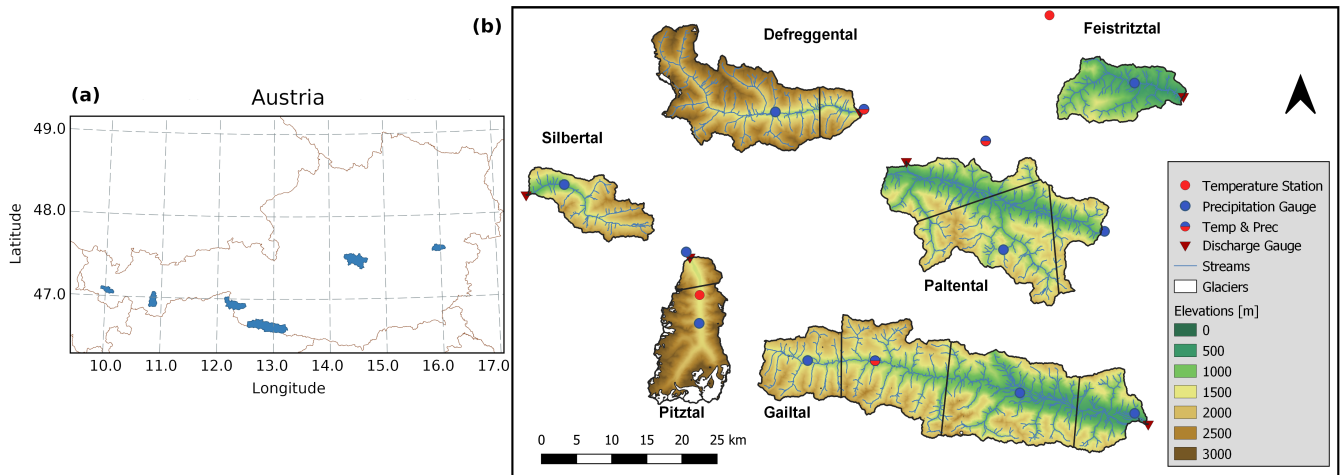 (a)
Austria
49.0
48.0
47.0
Latitude
10.0 11.0 12.0 13.0 14.0 15.0 16.0 17.0
Longitude
(b)
Defreggental
Feistritztal
Silbertal
Paltental
Pitztal
Gailtal
0 5 10 15 20 25 km
Temperature Station
Precipitation Gauge
Temp & Prec
Discharge Gauge
Streams
Glaciers
Elevations [m]
0
500
1000
1500
2000
2500
3000